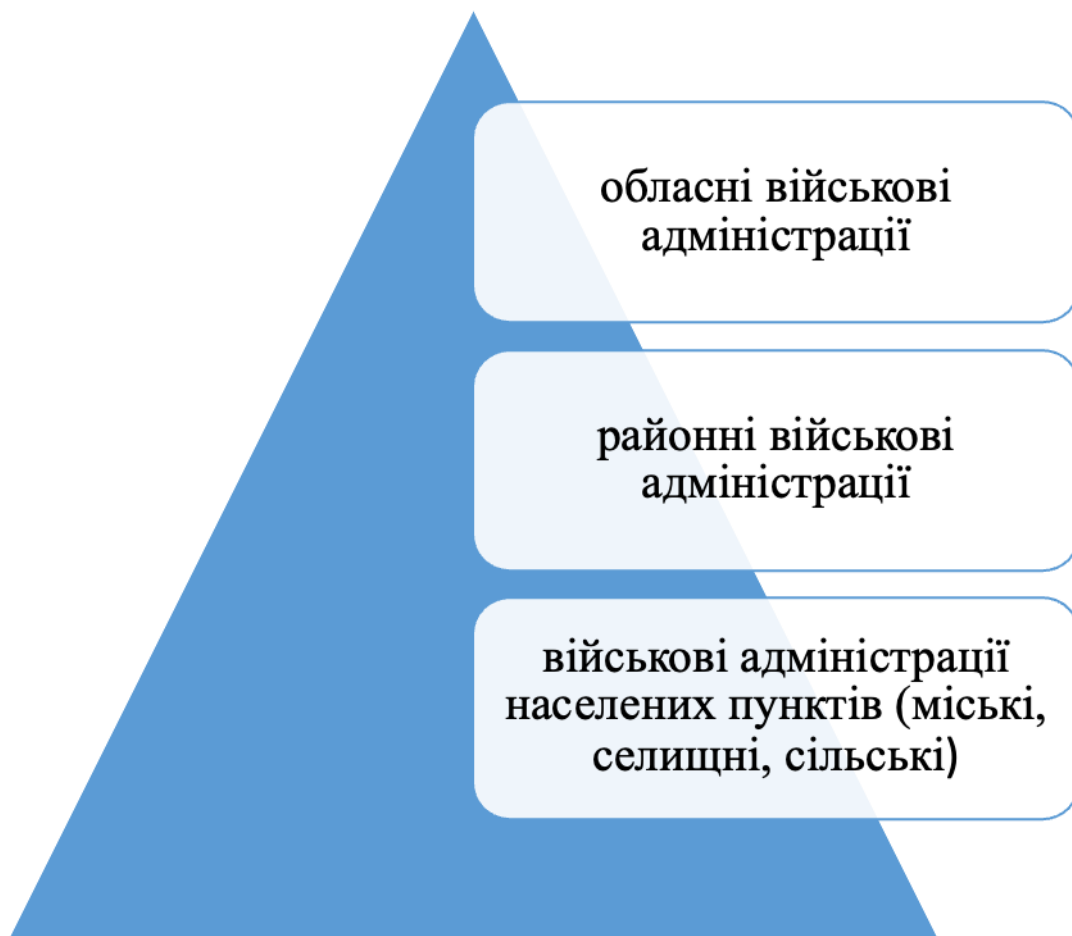 обласні військові
адміністрації
районні військові
адміністрації
військові адміністрації
населених пунктів (міські,
селищні, сільські)